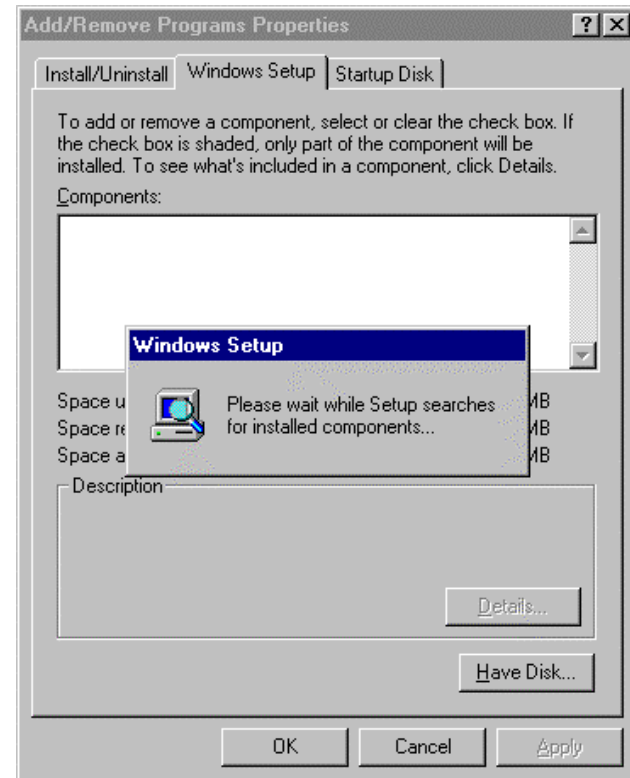 Add/Remove Programs Properties
Install/Uninstall Windows Setup Startup Disk
To add or remove a component, select or clear the check box. If
the check box is shaded, only part of the component will be
installed. To see what's included in a component, click Details.
Components:
Windows Setup
Please wait while Setup searches
for installed components...
Space MB
Space MB
Space MB
Description
Details...
Have Disk...
OK Cancel Apply